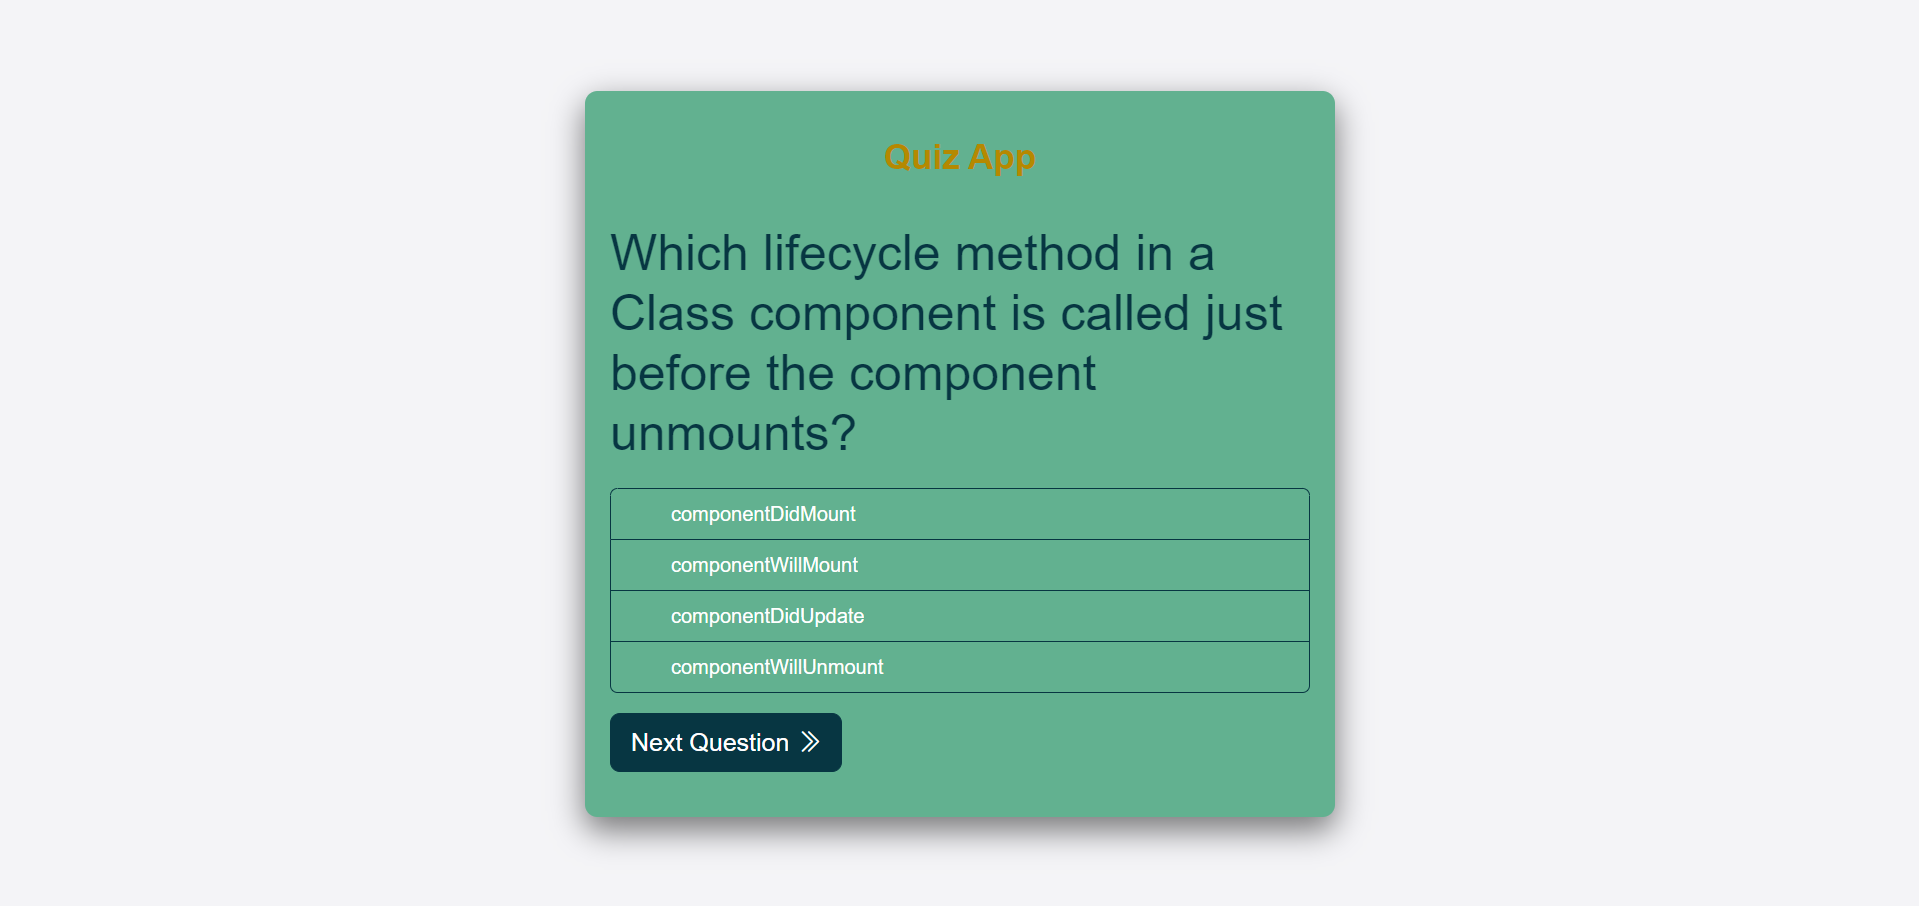 Quiz App
Which lifecycle method in a
Class component is called just
before the component
unmounts?
componentDidMount
componentWillMount
componentDidUpdate
componentWillUnmount
Next Question